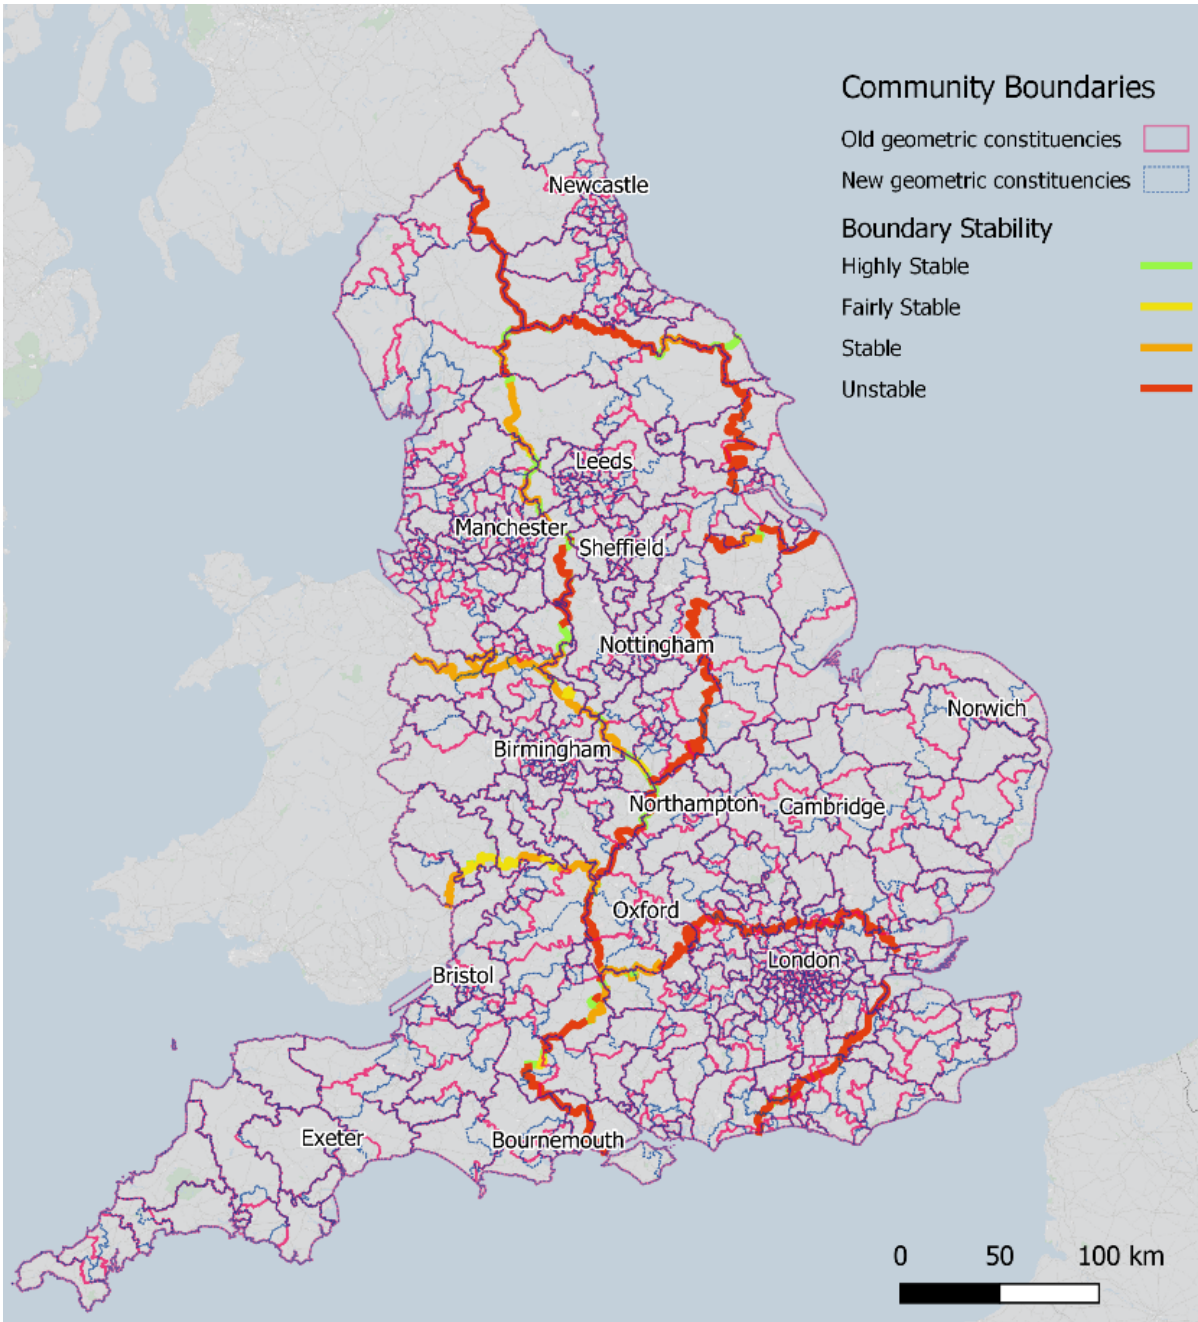 Community Boundaries
Old geometric constituencies
New geometric constituencies
Boundary Stability
Highly Stable
Fairly Stable
Stable
Unstable
Newcastle
Leeds
Manchester
Sheffield
Nottingham
Norwich
Birmingham
Northampton
Cambridge
Oxford
London
Bristol
Exeter
Bournemouth
0 50 100 km